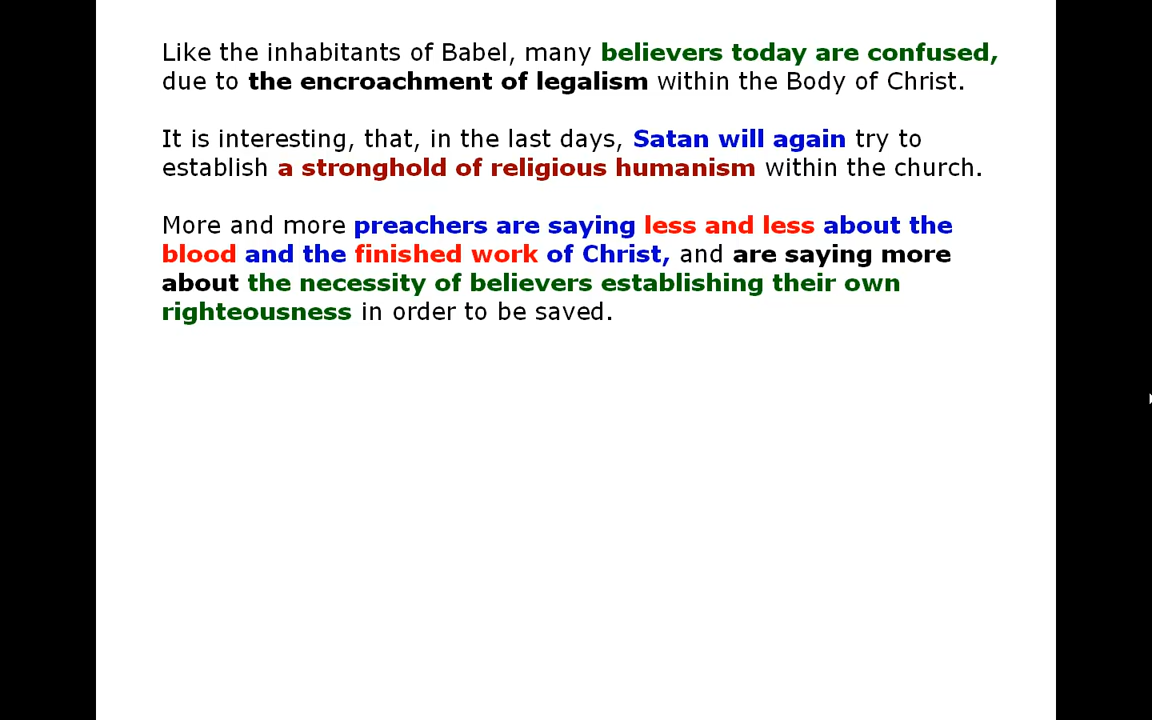 Like the inhabitants of Babel, many believers today are confused,
due to the encroachment of legalism within the Body of Christ.
It is interesting, that, in the last days, Satan will again try to
establish a stronghold of religious humanism within the church.
More and more preachers are saying less and less about the
blood and the finished work of Christ, and are saying more
about the necessity of believers establishing their own
righteousness in order to be saved.